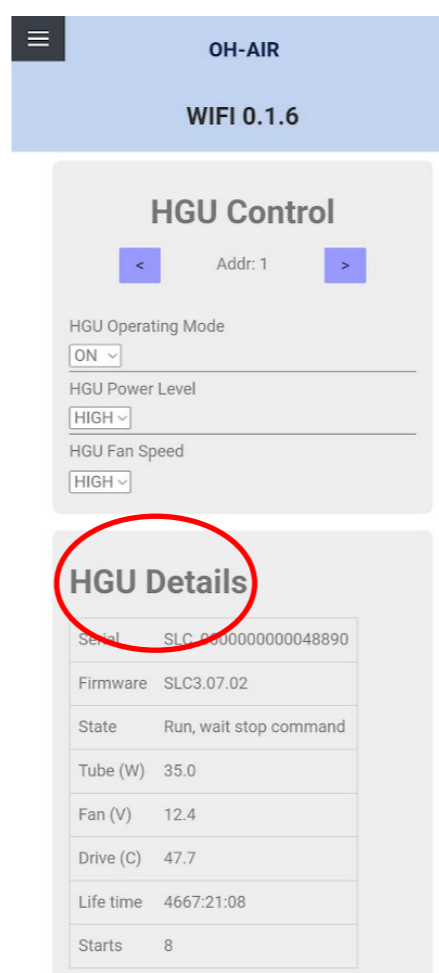 OH-AIR
WIFI 0.1.6
HGU Control
< Addr: 1 >
HGU Operating Mode
ON
HGU Power Level
HIGH
HGU Fan Speed
HIGH
HGU Details
Serial SLC_0000000000048890
Firmware SLC3.07.02
State Run, wait stop command
Tube (W) 35.0
Fan (V) 12.4
Drive (C) 47.7
Life time 4667:21:08
Starts 8